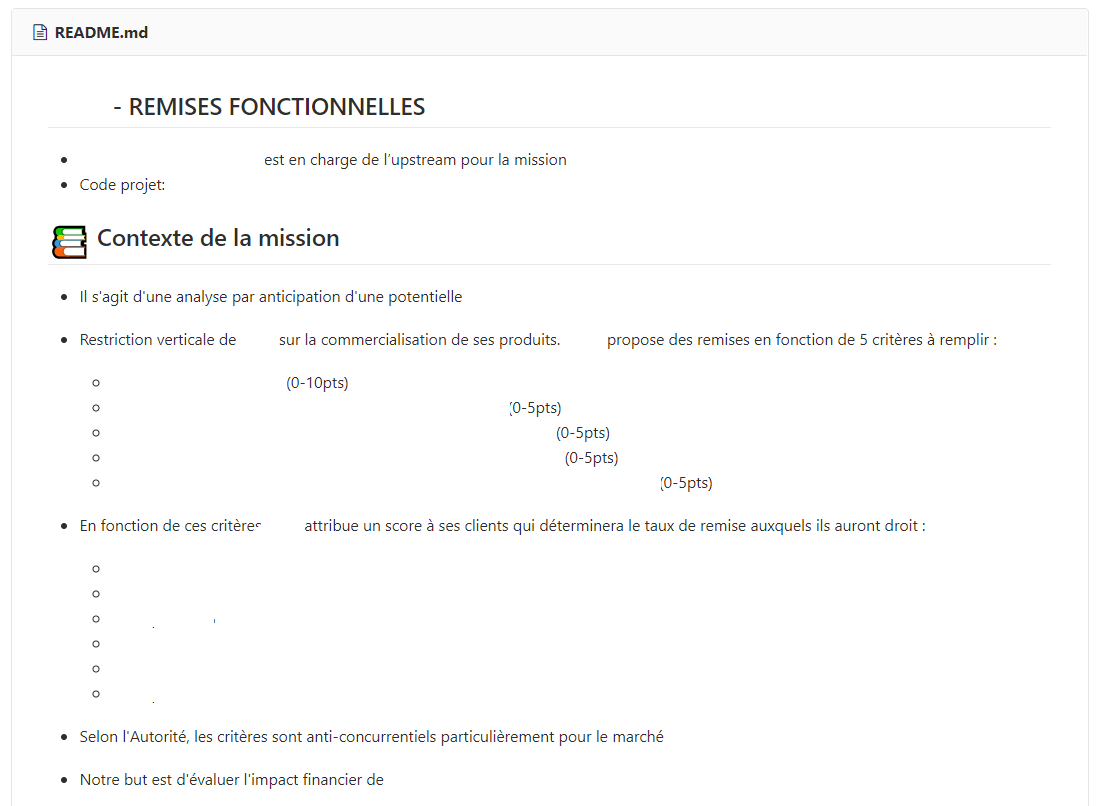 README.md
- REMISES FONCTIONNELLES
est en charge de l’upstream pour la mission
Code projet:
Contexte de la mission
Il s'agit d'une analyse par anticipation d'une potentielle
Restriction verticale de sur la commercialisation de ses produits. propose des remises en fonction de 5 critères à remplir :
(0-10pts)
(0-5pts)
(0-5pts)
(0-5pts)
(0-5pts)
En fonction de ces critères attribue un score à ses clients qui déterminera le taux de remise auxquels ils auront droit :
Selon l'Autorité, les critères sont anti-concurrentiels particulièrement pour le marché
Notre but est d'évaluer l'impact financier de